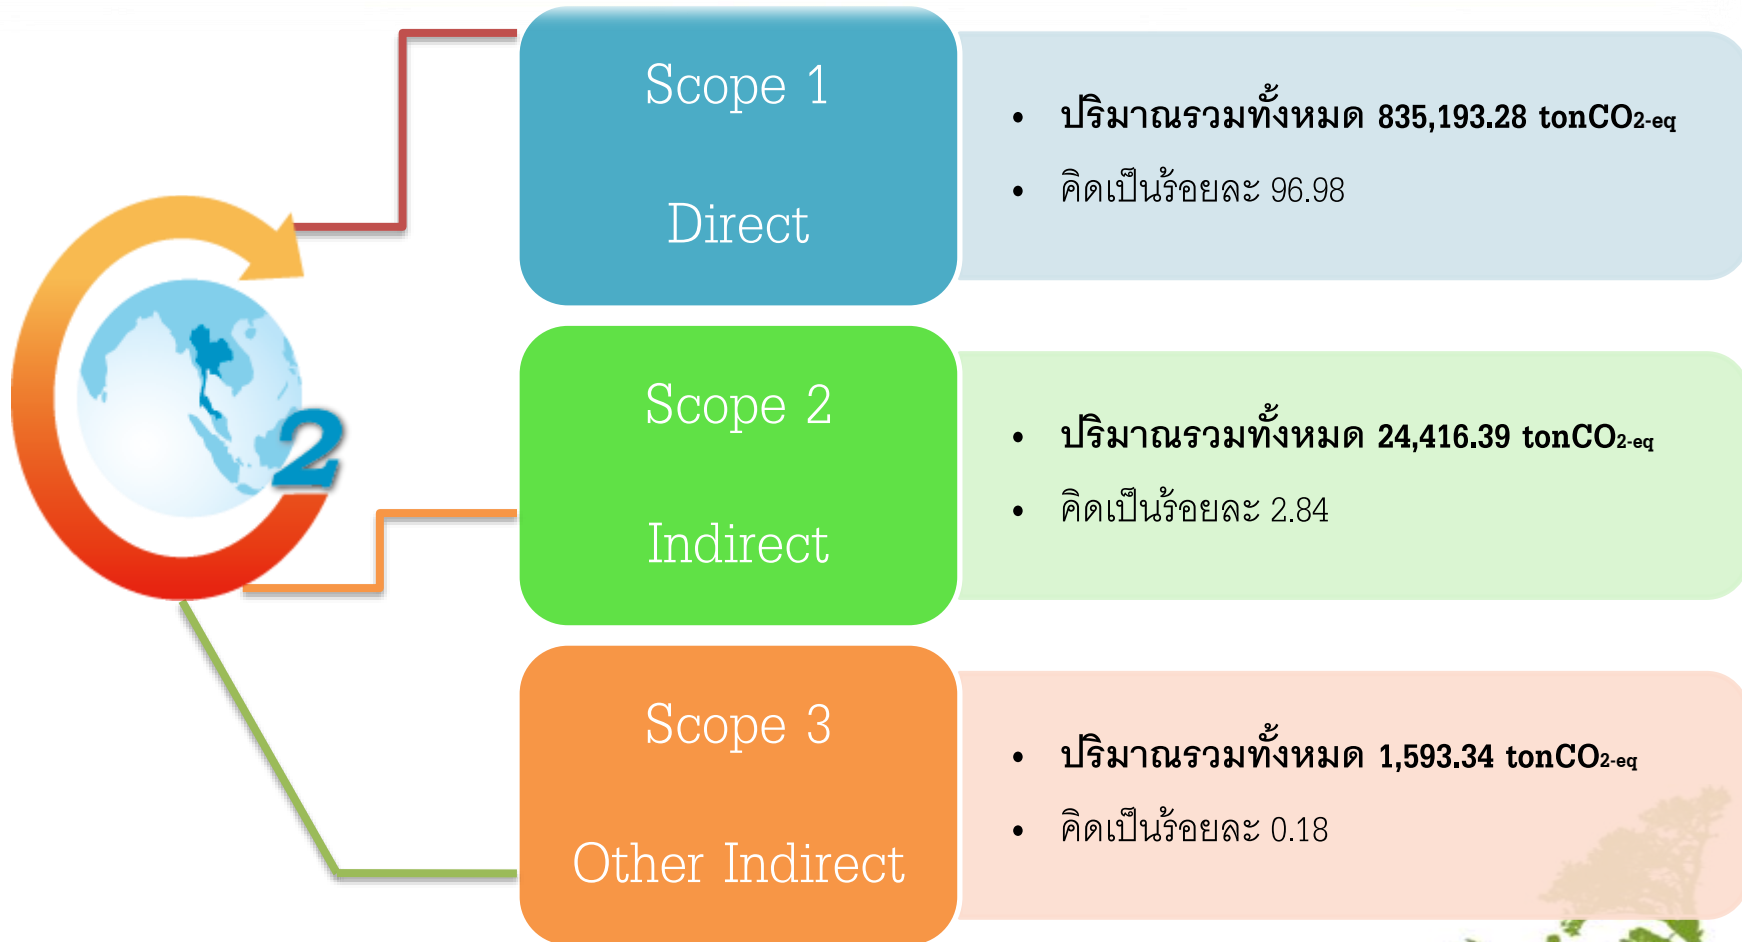 Scope 1
Direct
• ปริมาณรวมทั้งหมด 835,193.28 tonCO2-eq
• คิดเป็นร้อยละ 96.98
2
Scope 2
Indirect
• ปริมาณรวมทั้งหมด 24,416.39 tonCO2-eq
• คิดเป็นร้อยละ 2.84
Scope 3
Other Indirect
• ปริมาณรวมทั้งหมด 1,593.34 tonCO2-eq
• คิดเป็นร้อยละ 0.18